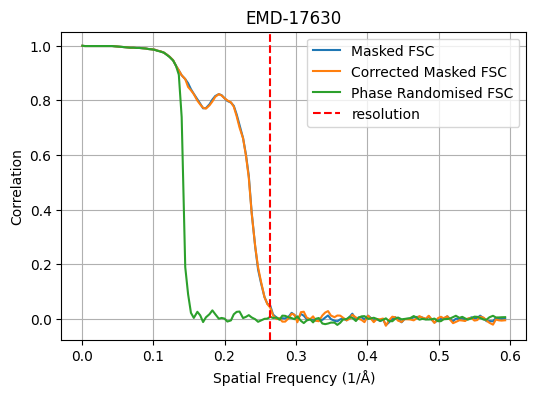 EMD-17630
Masked FSC
Corrected Masked FSC
Phase Randomised FSC
resolution
Correlation
1.0
0.8
0.6
0.4
0.2
0.0
0.0 0.1 0.2 0.3 0.4 0.5 0.6
Spatial Frequency (1/Å)